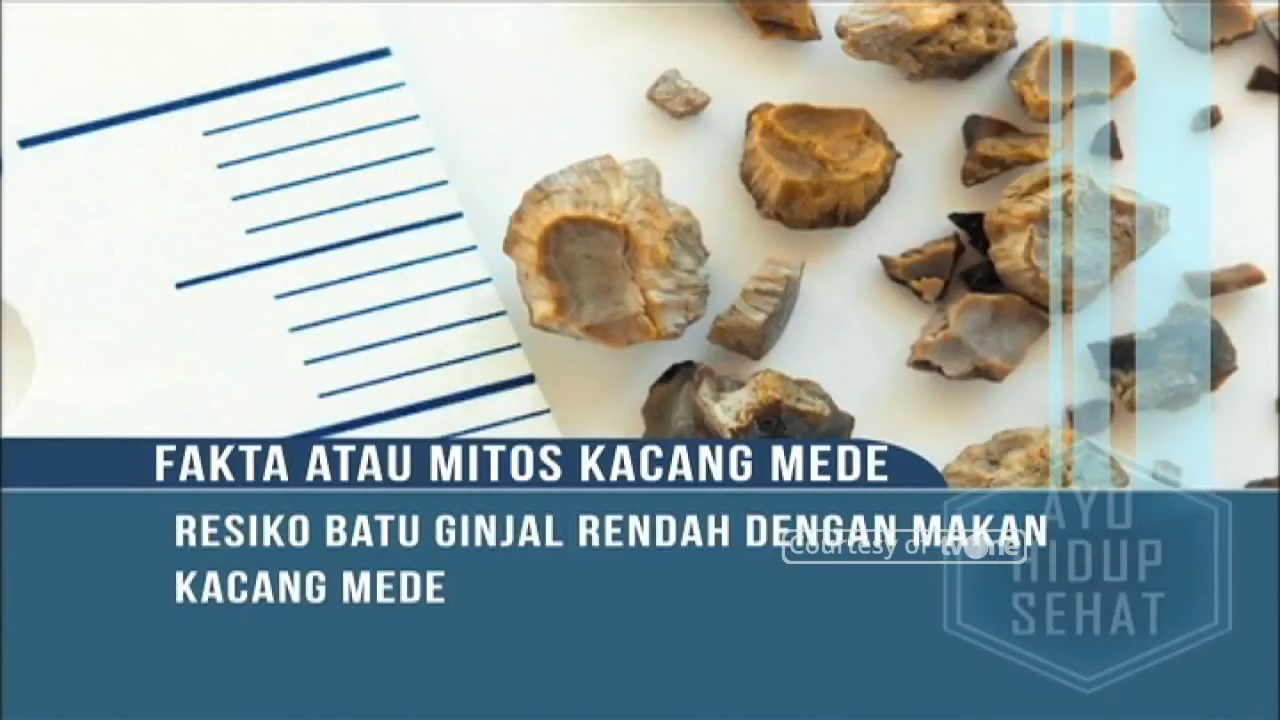 FAKTA ATAU MITOS KACANG MEDE
RESIKO BATU GINJAL RENDAH DENGAN MAKAN
KACANG MEDE
Courtesy of tvOne
AYO
HIDUP
SEHAT